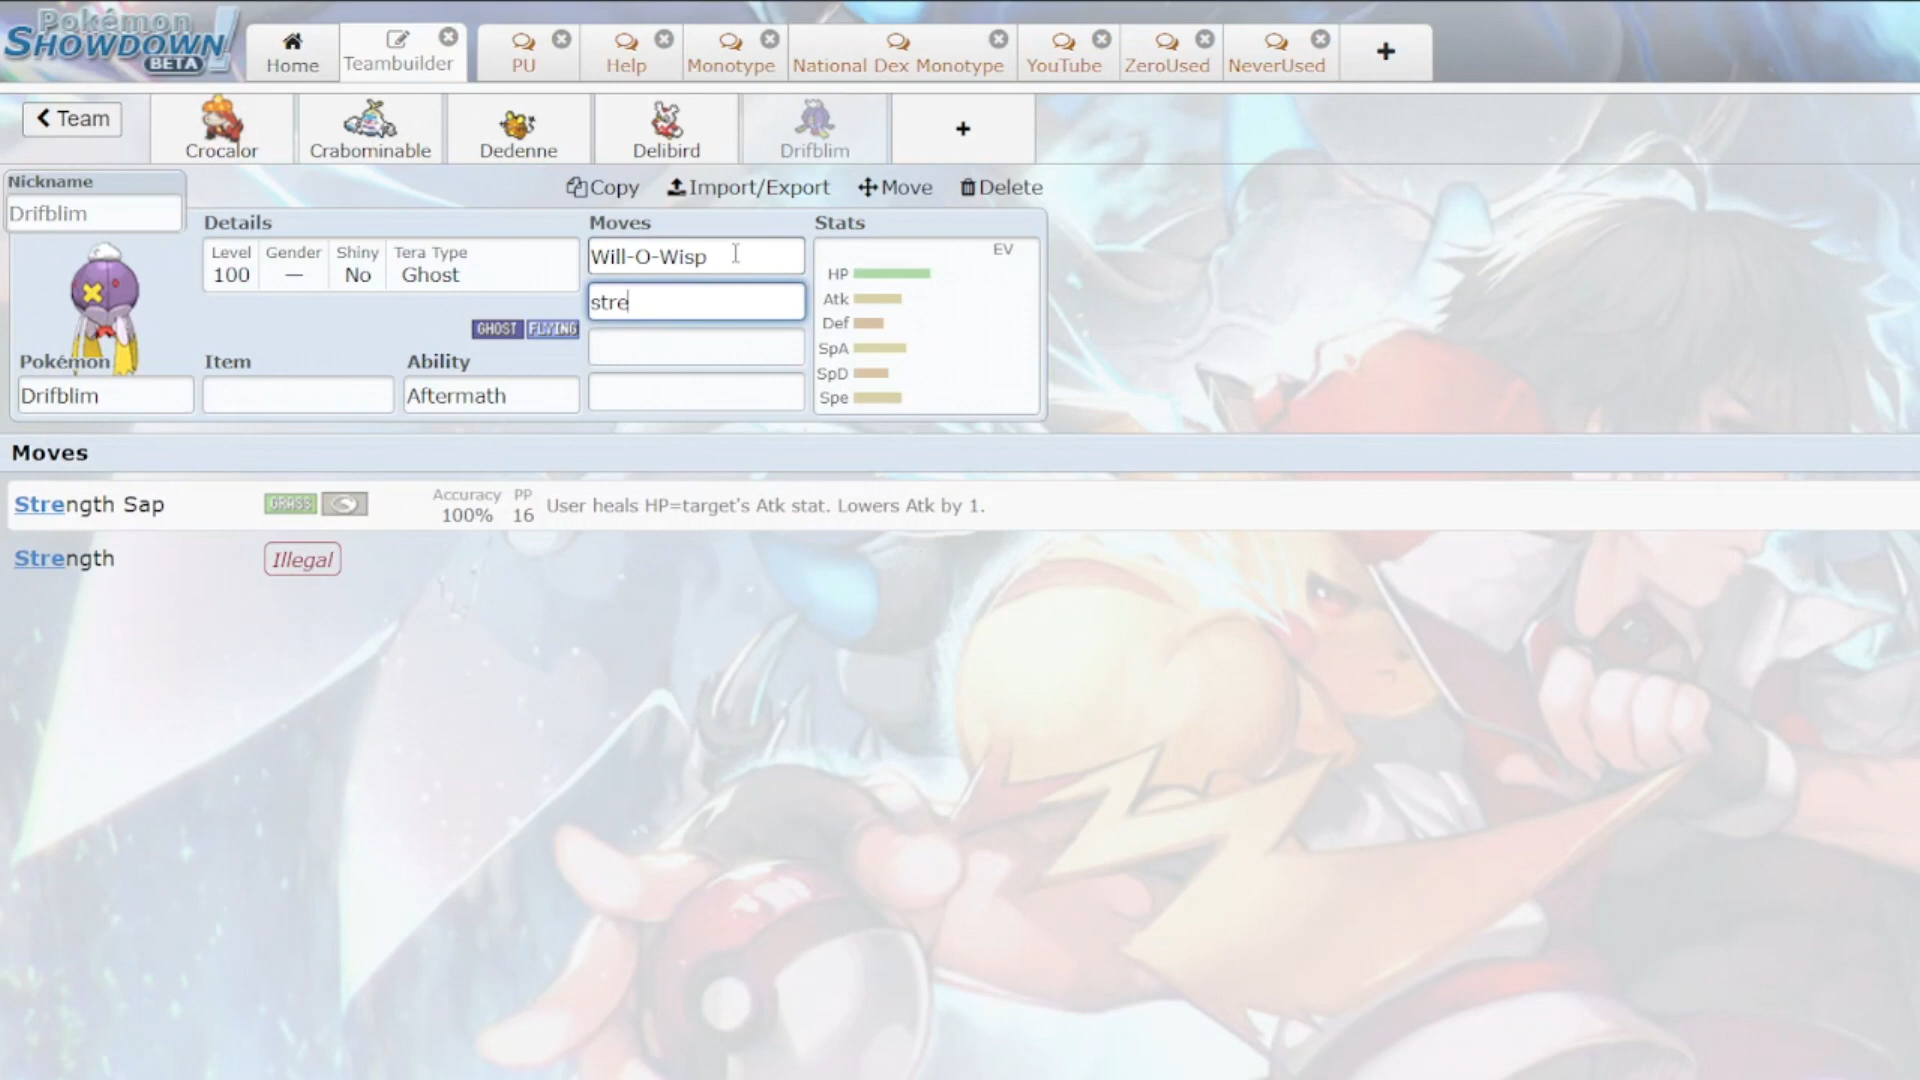 Pokémon
SHOWDOWN!
BETA
Home
Teambuilder
PU
Help
Monotype
National Dex Monotype
YouTube
ZeroUsed
NeverUsed
+
Team
Crocalor
Crabominable
Dedenne
Delibird
Drifblim
+
Nickname
Drifblim
Copy
Import/Export
Move
Delete
Details
Level
100
Gender
—
Shiny
No
Tera Type
Ghost
GHOST FLYING
Pokémon
Drifblim
Item
Ability
Aftermath
Moves
Will-O-Wisp
stre
Stats
EV
HP
Atk
Def
SpA
SpD
Spe
Moves
Strength Sap
GRASS
Accuracy
100%
PP
16
User heals HP=target's Atk stat. Lowers Atk by 1.
Strength
Illegal